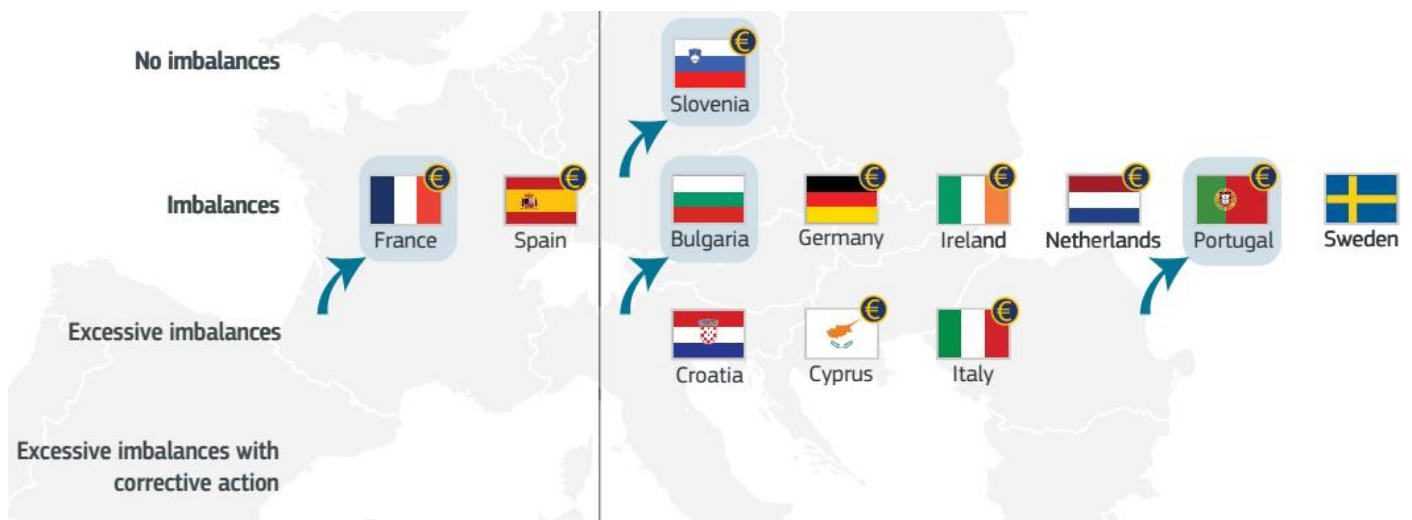 No imbalances
€
Slovenia
Imbalances
€ € € € € €
France Spain Bulgaria Germany Ireland Netherlands Portugal Sweden
Excessive imbalances
€ €
Croatia Cyprus Italy
Excessive imbalances with
corrective action